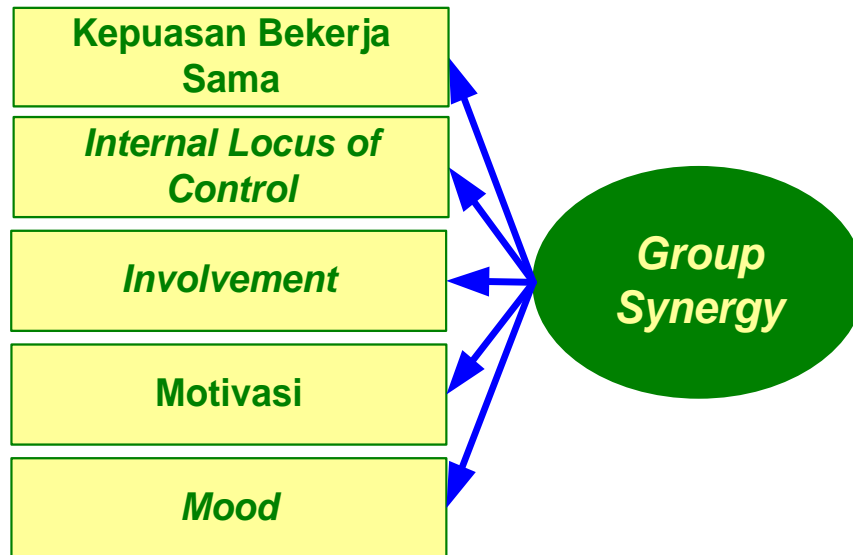 Kepuasan Bekerja
Sama
Internal Locus of
Control
Involvement
Motivasi
Mood
Group
Synergy